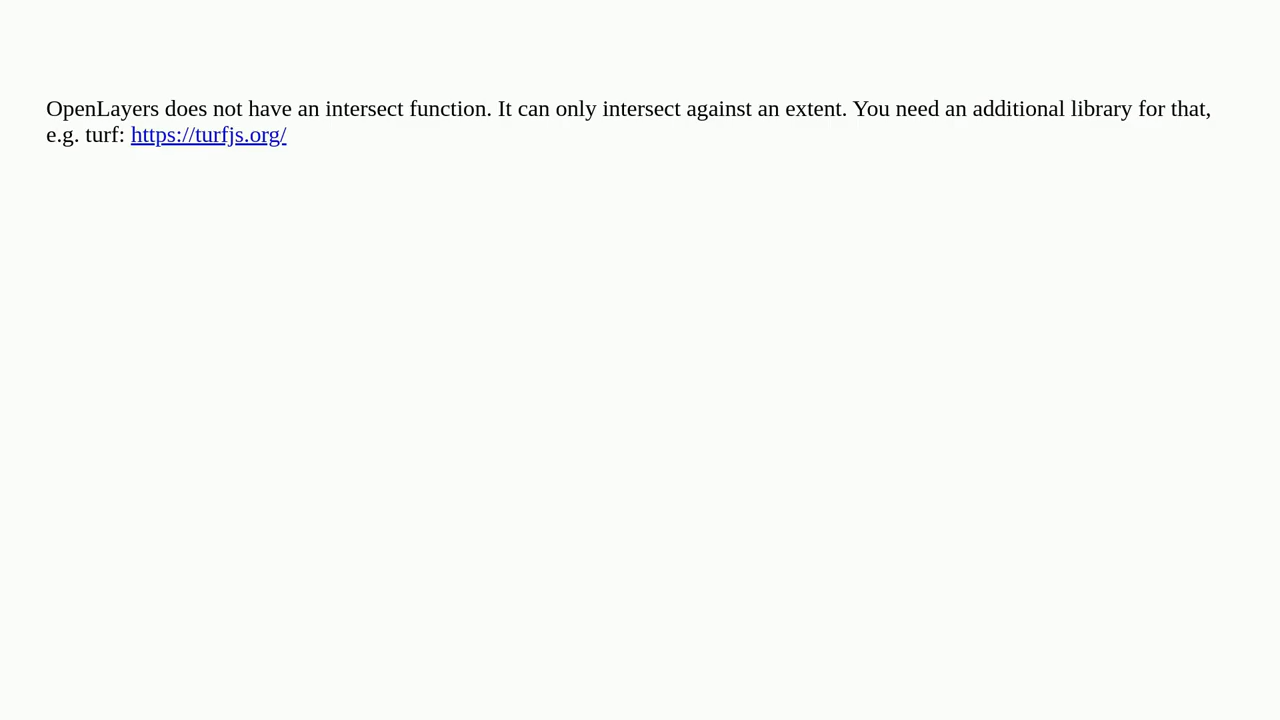 OpenLayers does not have an intersect function. It can only intersect against an extent. You need an additional library for that,
e.g. turf: https://turfjs.org/